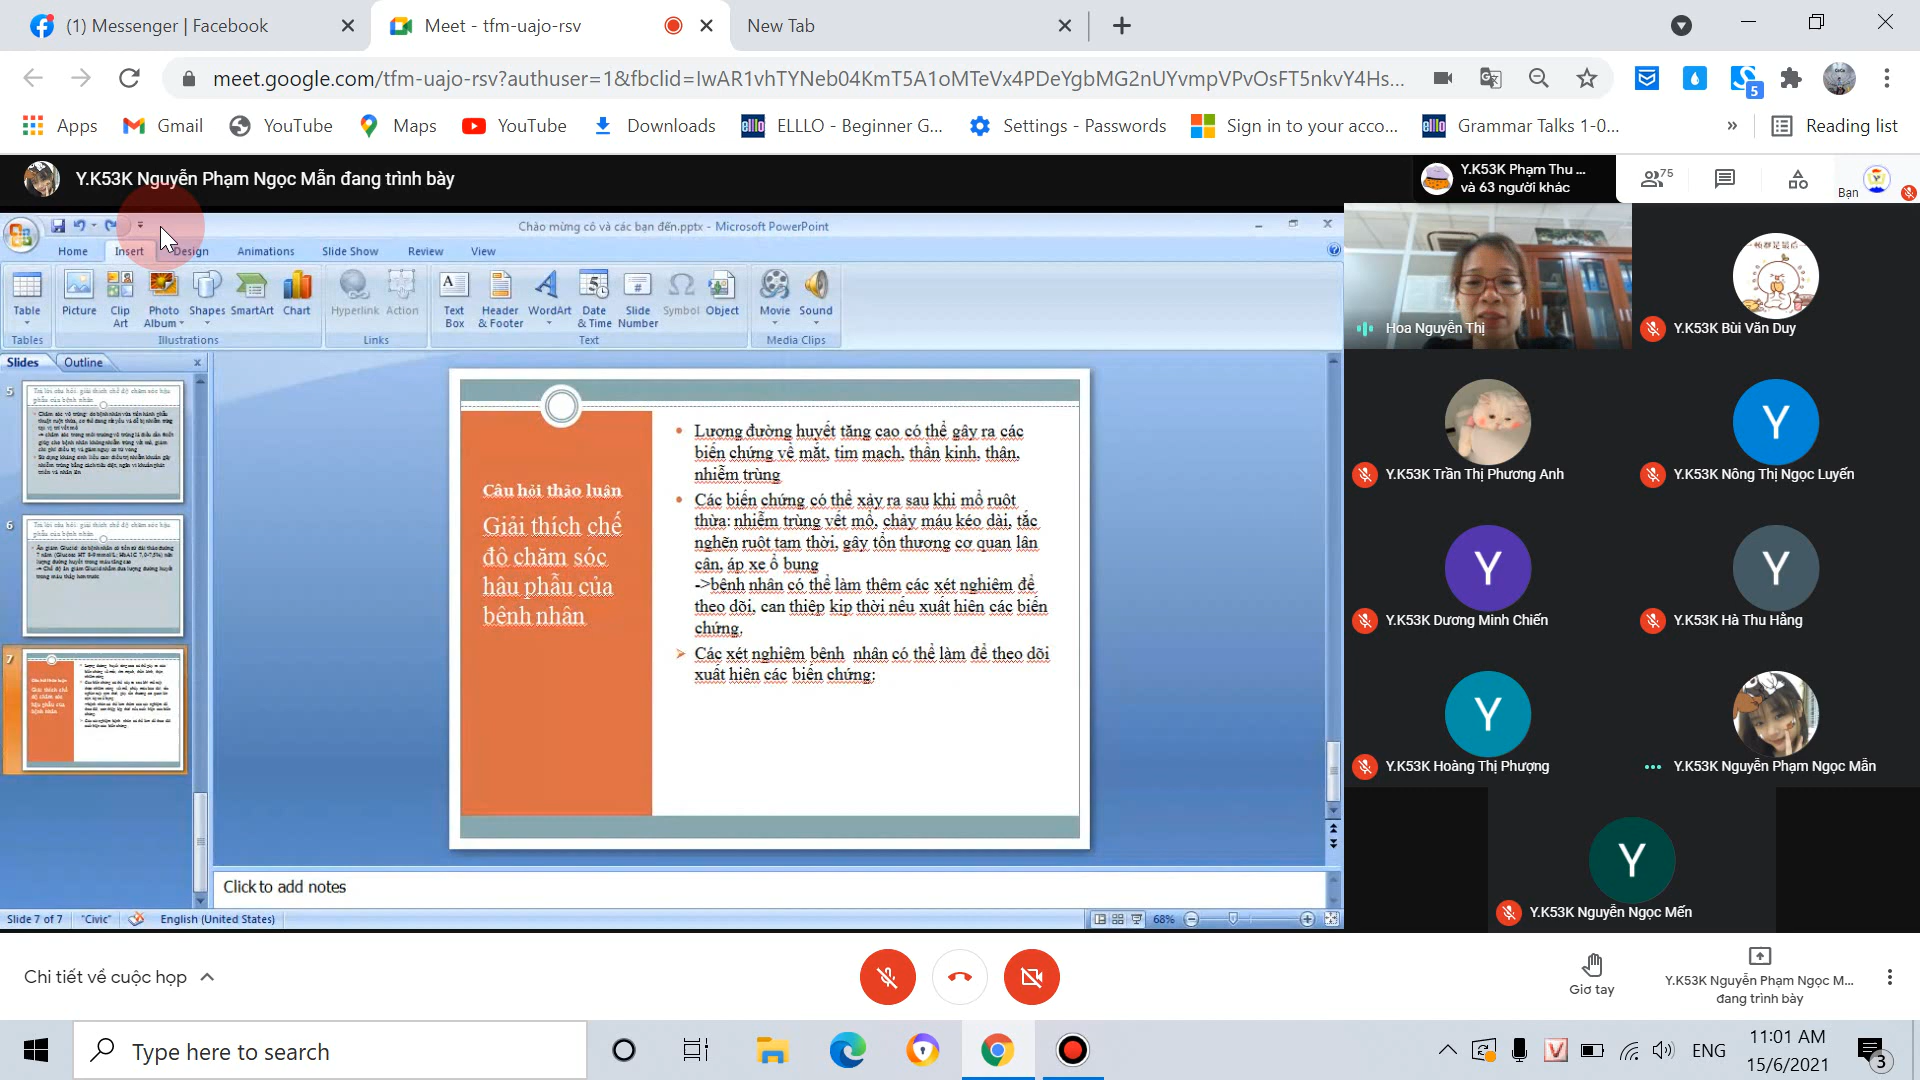 (1) Messenger | Facebook
Meet - tfm-uajo-rsv
New Tab
meet.google.com/tfm-uajo-rsv?authuser=1&fbclid=IwAR1vhTYNeb04KmT5A1oMTeVx4PDeYgbMG2nUYvmpVPvOsFT5nkvY4Hs...
5
Apps
Gmail
YouTube
Maps
YouTube
Downloads
ELLLO - Beginner G...
Settings - Passwords
Sign in to your acco...
Grammar Talks 1-0...
»
Reading list
Y.K53K Nguyễn Phạm Ngọc Mẫn đang trình bày
Y.K53K Phạm Thu ...
và 63 người khác
75
Bạn
Chào mừng cô và các bạn đến.pptx - Microsoft PowerPoint
Home
Insert
Design
Animations
Slide Show
Review
View
Table
Picture
Clip Art
Photo Album
Shapes
SmartArt
Chart
Hyperlink
Action
Text Box
Header & Footer
WordArt
Date & Time
Slide Number
Symbol
Object
Movie
Sound
Tables
Illustrations
Links
Text
Media Clips
Slides
Outline
5
6
7
Câu hỏi thảo luận
Giải thích chế
độ chăm sóc
hậu phẫu của
bệnh nhân
Lượng đường huyết tăng cao có thể gây ra các
biến chứng về mắt, tim mạch, thần kinh, thận,
nhiễm trùng
Các biến chứng có thể xảy ra sau khi mổ ruột
thừa: nhiễm trùng vết mổ, chảy máu kéo dài, tắc
nghẽn ruột tạm thời, gây tổn thương cơ quan lân
cận, áp xe ổ bụng
->bệnh nhân có thể làm thêm các xét nghiệm để
theo dõi, can thiệp kịp thời nếu xuất hiện các biến
chứng,
Các xét nghiệm bệnh nhân có thể làm để theo dõi
xuất hiện các biến chứng:
Click to add notes
Slide 7 of 7
"Civic"
English (United States)
68%
Hoa Nguyễn Thị
Y.K53K Bùi Văn Duy
Y.K53K Trần Thị Phương Anh
Y
Y.K53K Nông Thị Ngọc Luyến
Y
Y.K53K Dương Minh Chiến
Y
Y.K53K Hà Thu Hằng
Y
Y.K53K Hoàng Thị Phượng
Y.K53K Nguyễn Phạm Ngọc Mẫn
Y
Y.K53K Nguyễn Ngọc Mến
Chi tiết về cuộc họp
Giơ tay
Y.K53K Nguyễn Phạm Ngọc M...
đang trình bày
Type here to search
ENG
11:01 AM
15/6/2021
3